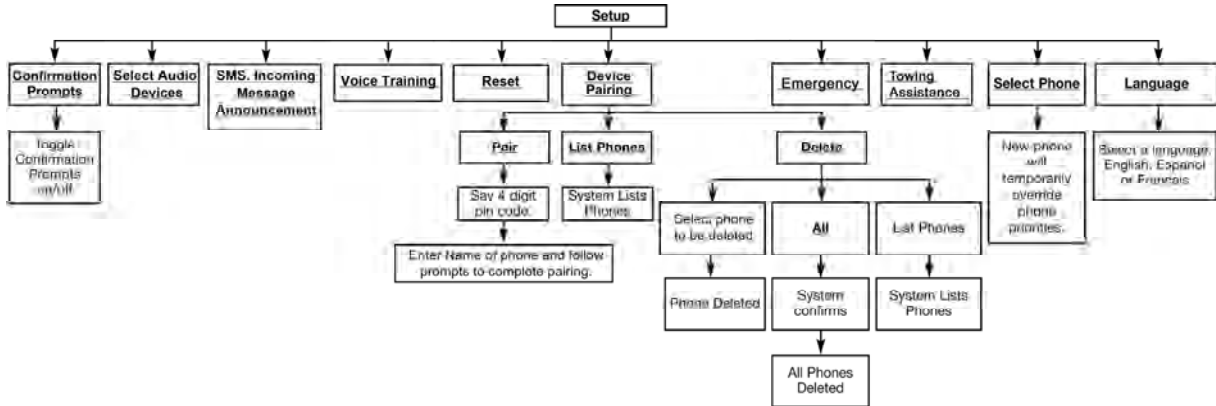 Setup
Confirmation
Prompts
Select Audio
Devices
SMS. Incoming
Message
Announcement
Voice Training
Reset
Device
Pairing
Emergency
Towing
Assistance
Select Phone
Language
Toggle
Confirmation
Prompts
on/off
Pair
List Phones
Delete
New phone
will
temporarily
override
phone
priorities.
Select a language,
English, Espanol
or Francais
Say 4 digit
pin code.
System Lists
Phones
Select phone
to be deleted
All
List Phones
Enter Name of phone and follow
prompts to complete pairing.
Phone Deleted
System
confirms
System Lists
Phones
All Phones
Deleted